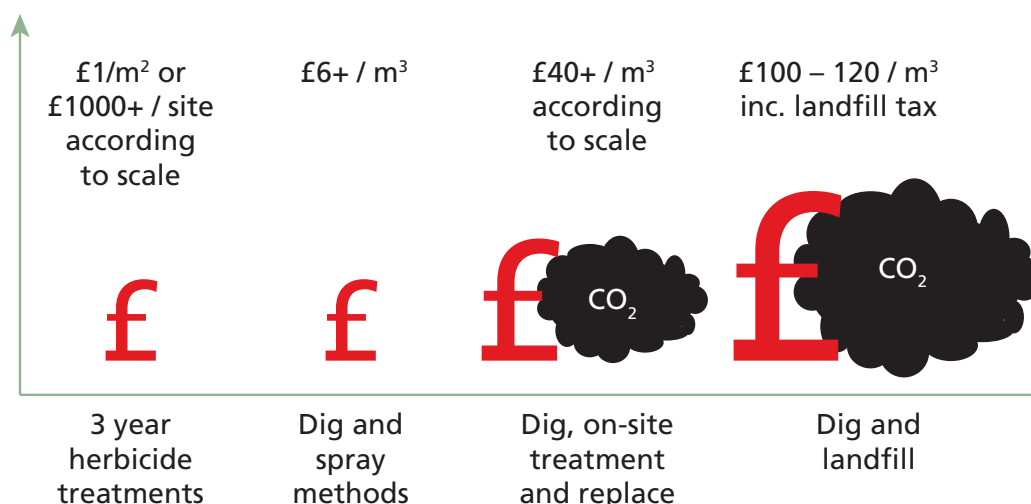 £1/m² or
£1000+ / site
according
to scale
£6+ / m³
£40+ / m³
according
to scale
£100 – 120 / m³
inc. landfill tax
£
£
£
CO₂
£
CO₂
3 year
herbicide
treatments
Dig and
spray
methods
Dig, on-site
treatment
and replace
Dig and
landfill